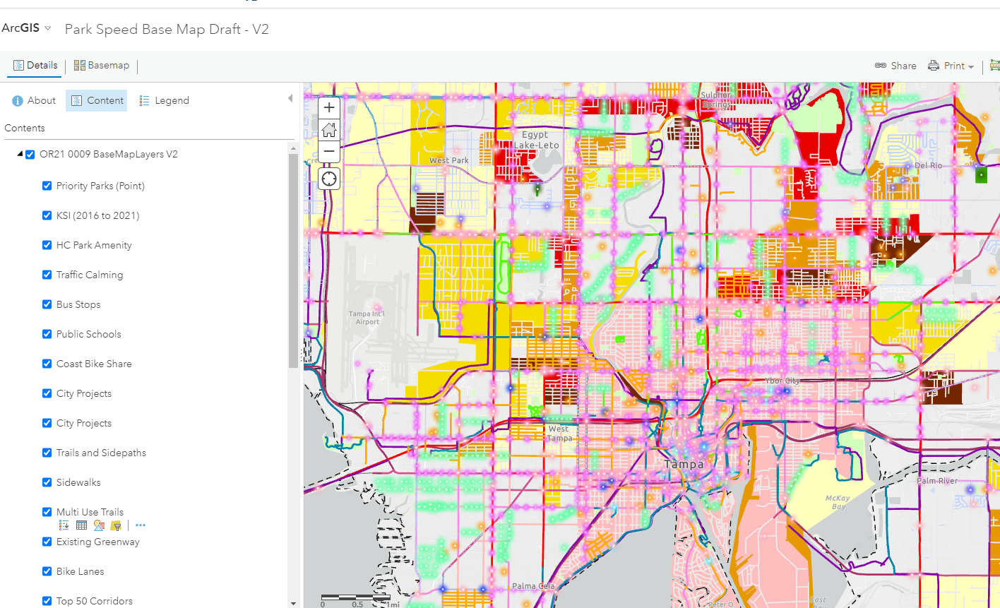 ArcGIS Park Speed Base Map Draft - V2
Details Basemap Share Print
About Content Legend
Contents
OR21 0009 BaseMapLayers V2
Priority Parks (Point)
KSI (2016 to 2021)
HC Park Amenity
Traffic Calming
Bus Stops
Public Schools
Coast Bike Share
City Projects
City Projects
Trails and Sidepaths
Sidewalks
Multi Use Trails
Existing Greenway
Bike Lanes
Top 50 Corridors
+
−
Sulphur
Springs
Egypt
Lake-Leto
West Park
Del Rio
Tampa Int'l
Airport
Ybor City
West
Tampa
Tampa
Palm River
McKay
Bay
Palma Ceia
Peter O.
East
Bay
0 0.5 1mi